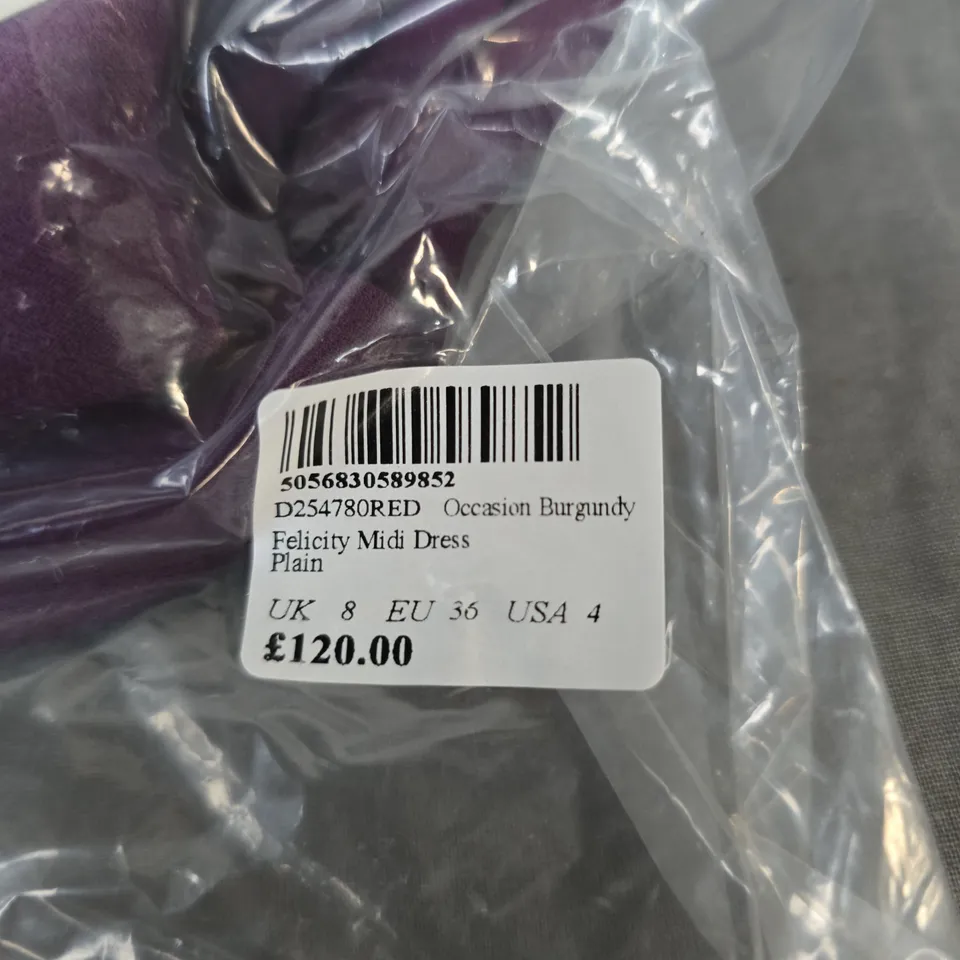 5056830589852
D254780RED Occasion Burgundy
Felicity Midi Dress
Plain
UK 8 EU 36 USA 4
£120.00